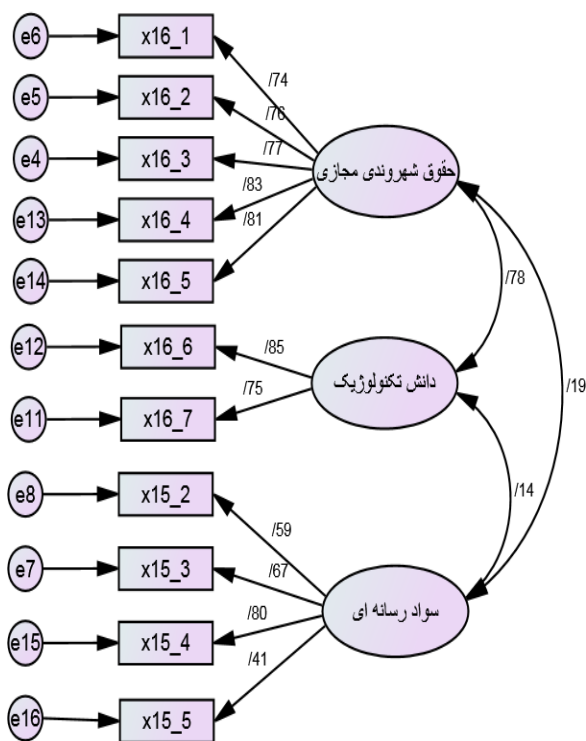 e6
x16_1
/74
e5
x16_2
/76
e4
x16_3
/77
حقوق شهروندی مجازی
e13
x16_4
/83
e14
x16_5
/81
/78
e12
x16_6
/85
دانش تکنولوژیک
/19
e11
x16_7
/75
e8
x15_2
/59
/14
e7
x15_3
/67
سواد رسانه ای
e15
x15_4
/80
e16
x15_5
/41